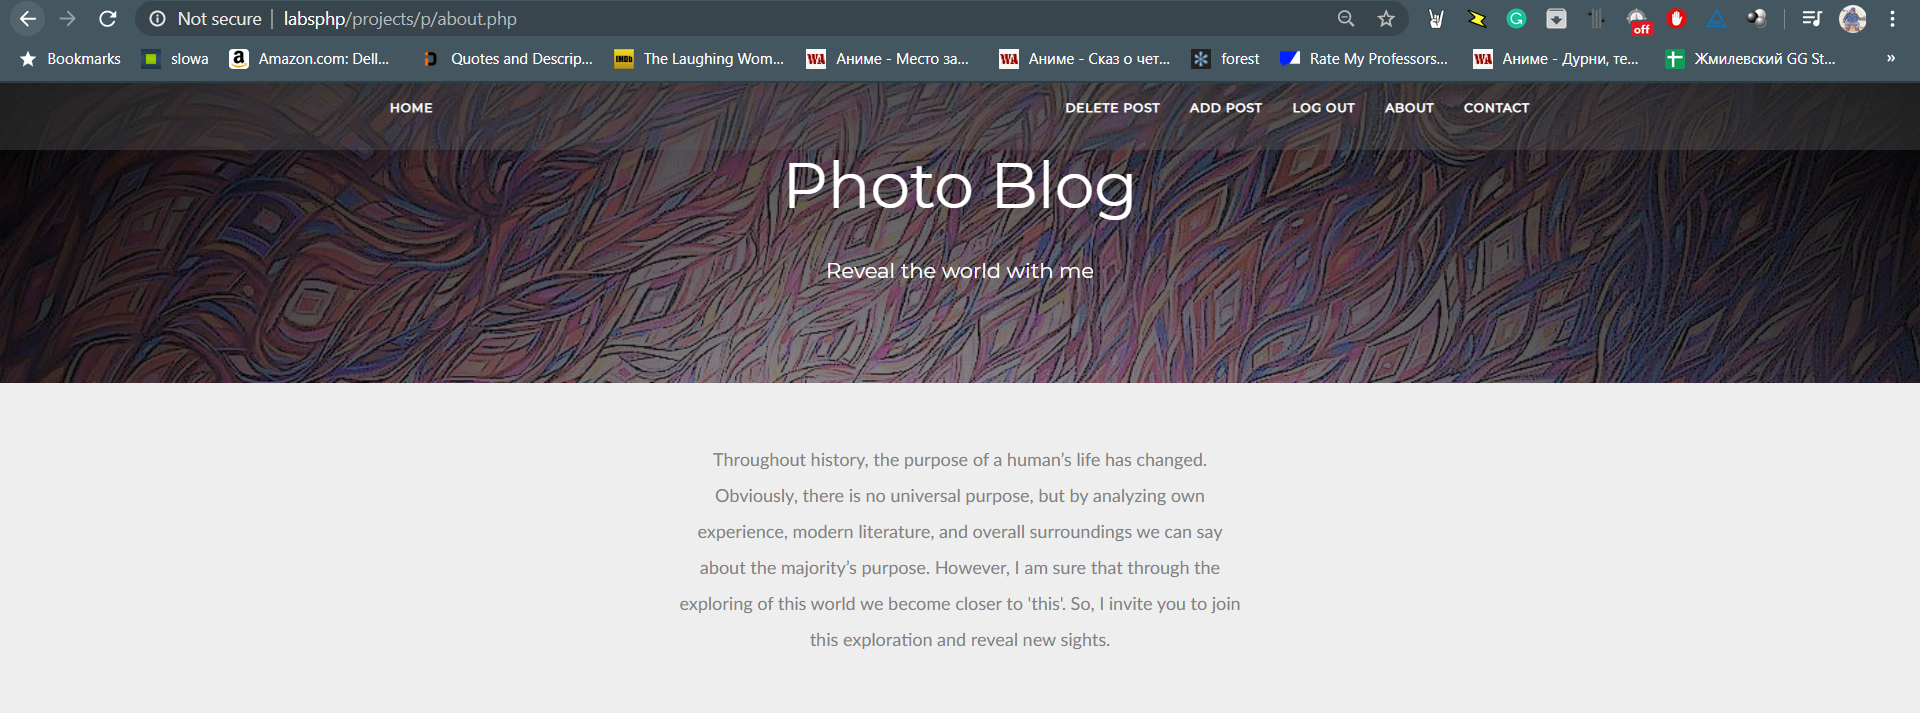 Not secure | labsphp/projects/p/about.php
off
Bookmarks slowa Amazon.com: Dell... Quotes and Descrip... IMDb The Laughing Wom... WA Аниме - Место за... WA Аниме - Сказ о чет... forest Rate My Professors... WA Аниме - Дурни, те... Жмилевский GG St... »
HOME DELETE POST ADD POST LOG OUT ABOUT CONTACT
Photo Blog
Reveal the world with me
Throughout history, the purpose of a human’s life has changed.
Obviously, there is no universal purpose, but by analyzing own
experience, modern literature, and overall surroundings we can say
about the majority’s purpose. However, I am sure that through the
exploring of this world we become closer to 'this'. So, I invite you to join
this exploration and reveal new sights.